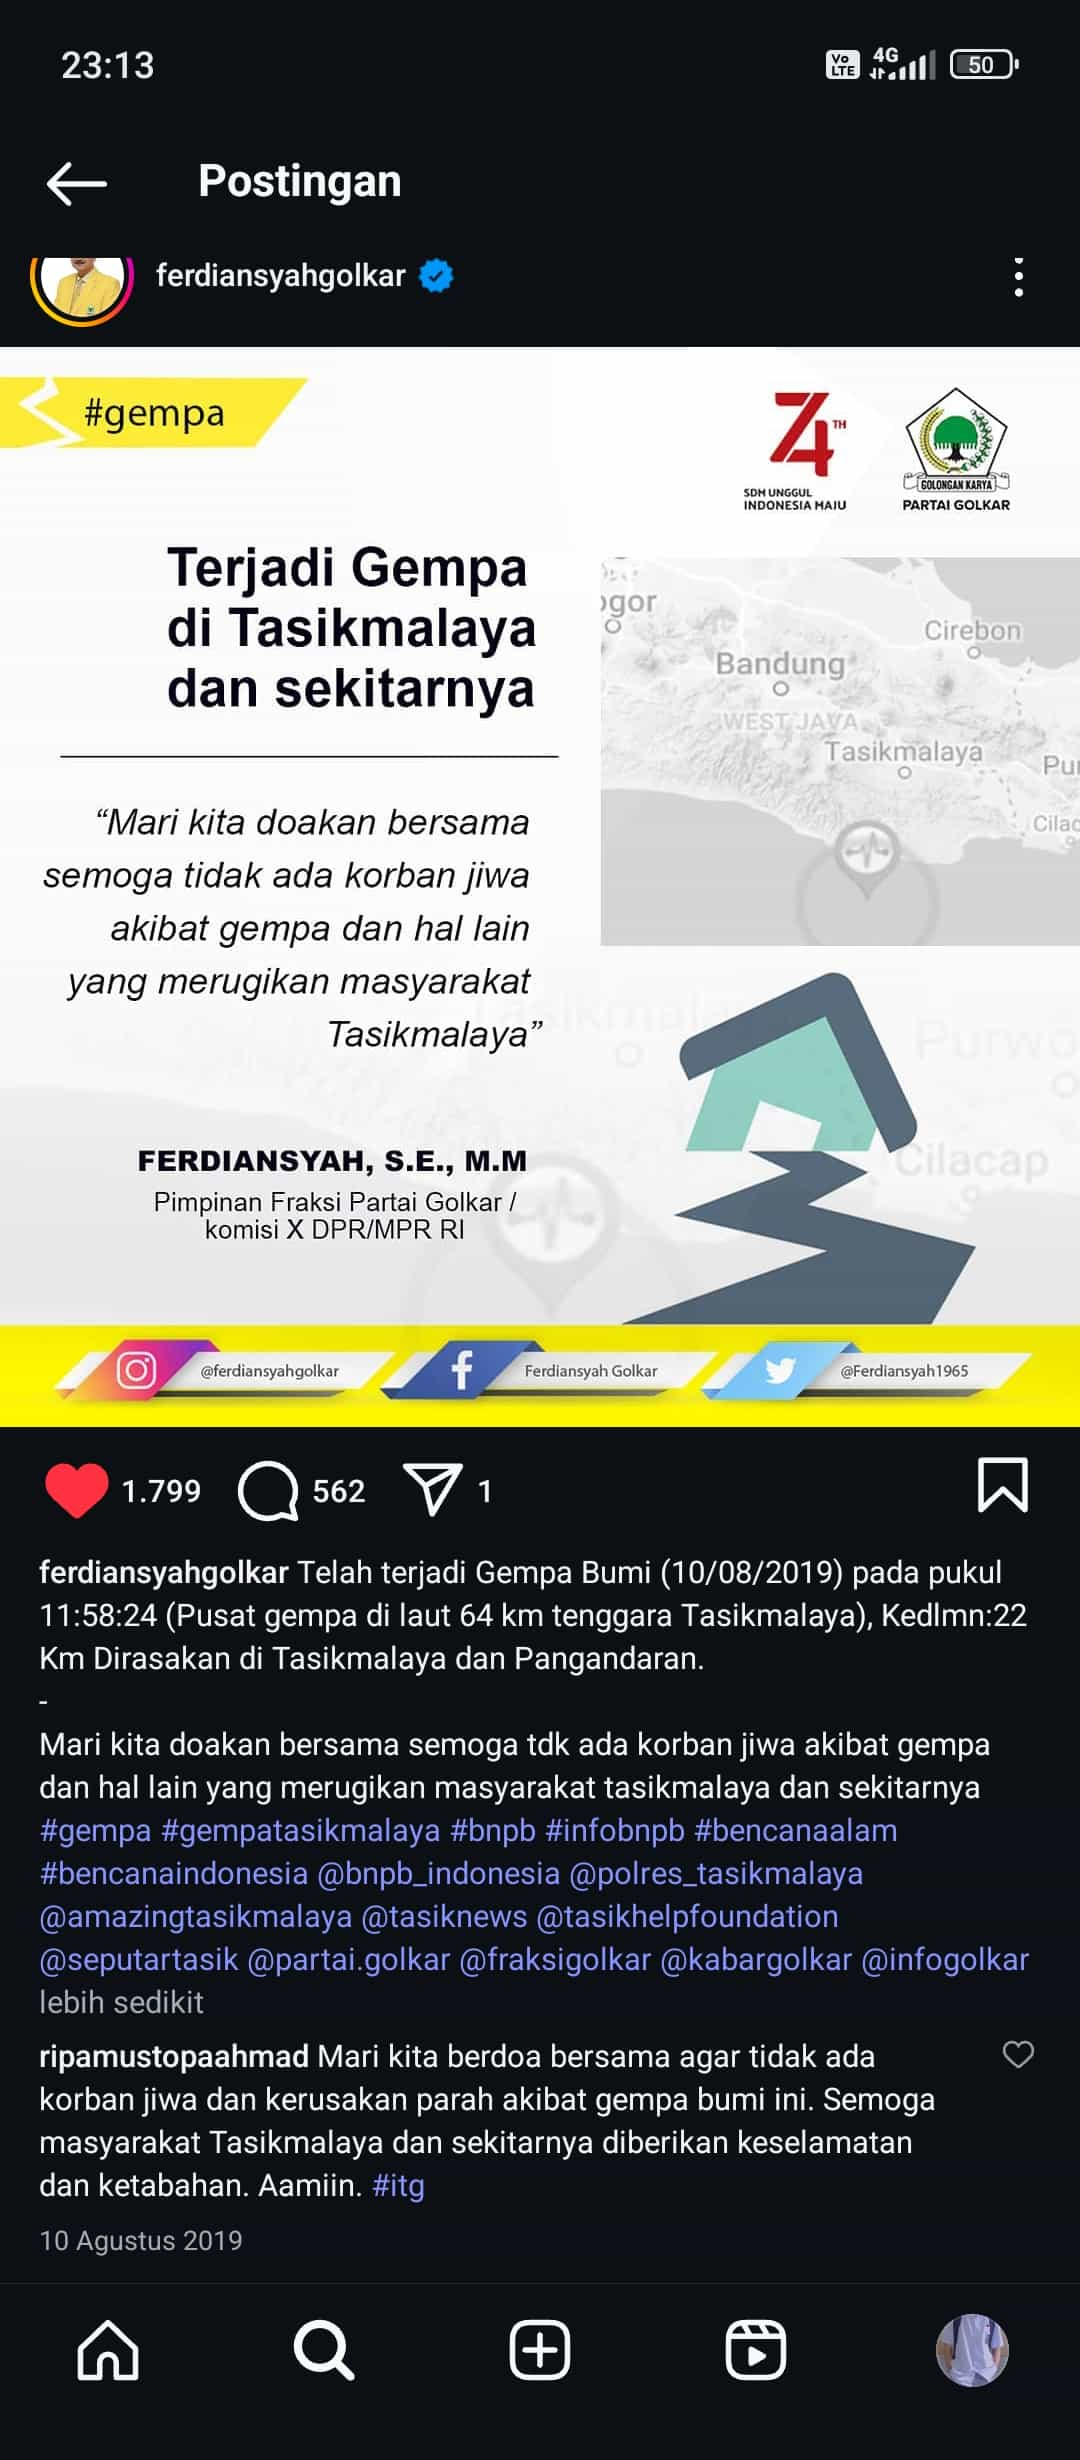 23:13
Vo LTE
4G
50
Postingan
ferdiansyahgolkar
#gempa
74 TH
SDM UNGGUL
INDONESIA MAJU
GOLONGAN KARYA
PARTAI GOLKAR
Terjadi Gempa
di Tasikmalaya
dan sekitarnya
ogor
Cirebon
Bandung
WEST JAVA
Tasikmalaya
Pur
Cilac
“Mari kita doakan bersama
semoga tidak ada korban jiwa
akibat gempa dan hal lain
yang merugikan masyarakat
Tasikmalaya”
Tasikmala
Purwo
Cilacap
FERDIANSYAH, S.E., M.M
Pimpinan Fraksi Partai Golkar /
komisi X DPR/MPR RI
@ferdiansyahgolkar
Ferdiansyah Golkar
@Ferdiansyah1965
1.799
562
1
ferdiansyahgolkar Telah terjadi Gempa Bumi (10/08/2019) pada pukul
11:58:24 (Pusat gempa di laut 64 km tenggara Tasikmalaya), Kedlmn:22
Km Dirasakan di Tasikmalaya dan Pangandaran.
-
Mari kita doakan bersama semoga tdk ada korban jiwa akibat gempa
dan hal lain yang merugikan masyarakat tasikmalaya dan sekitarnya
#gempa #gempatasikmalaya #bnpb #infobnpb #bencanaalam
#bencanaindonesia @bnpb_indonesia @polres_tasikmalaya
@amazingtasikmalaya @tasiknews @tasikhelpfoundation
@seputartasik @partai.golkar @fraksigolkar @kabargolkar @infogolkar
lebih sedikit
ripamustopaahmad Mari kita berdoa bersama agar tidak ada
korban jiwa dan kerusakan parah akibat gempa bumi ini. Semoga
masyarakat Tasikmalaya dan sekitarnya diberikan keselamatan
dan ketabahan. Aamiin. #itg
10 Agustus 2019